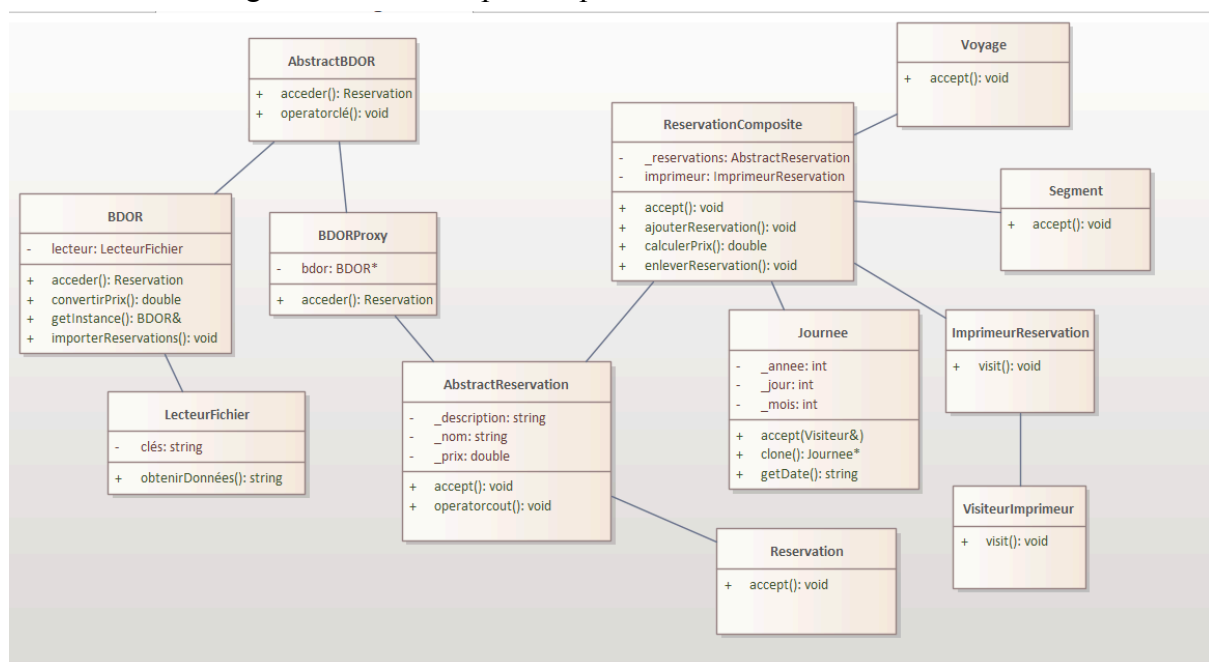 AbstractBDOR
+ acceder(): Reservation
+ operatorclé(): void
BDOR
- lecteur: LecteurFichier
+ acceder(): Reservation
+ convertirPrix(): double
+ getInstance(): BDOR&
+ importerReservations(): void
BDORProxy
- bdor: BDOR*
+ acceder(): Reservation
LecteurFichier
- clés: string
+ obtenirDonnées(): string
AbstractReservation
- _description: string
- _nom: string
- _prix: double
+ accept(): void
+ operatorcout(): void
ReservationComposite
- _reservations: AbstractReservation
- imprimeur: ImprimeurReservation
+ accept(): void
+ ajouterReservation(): void
+ calculerPrix(): double
+ enleverReservation(): void
Voyage
+ accept(): void
Segment
+ accept(): void
Journee
- _annee: int
- _jour: int
- _mois: int
+ accept(Visiteur&)
+ clone(): Journee*
+ getDate(): string
ImprimeurReservation
+ visit(): void
VisiteurImprimeur
+ visit(): void
Reservation
+ accept(): void